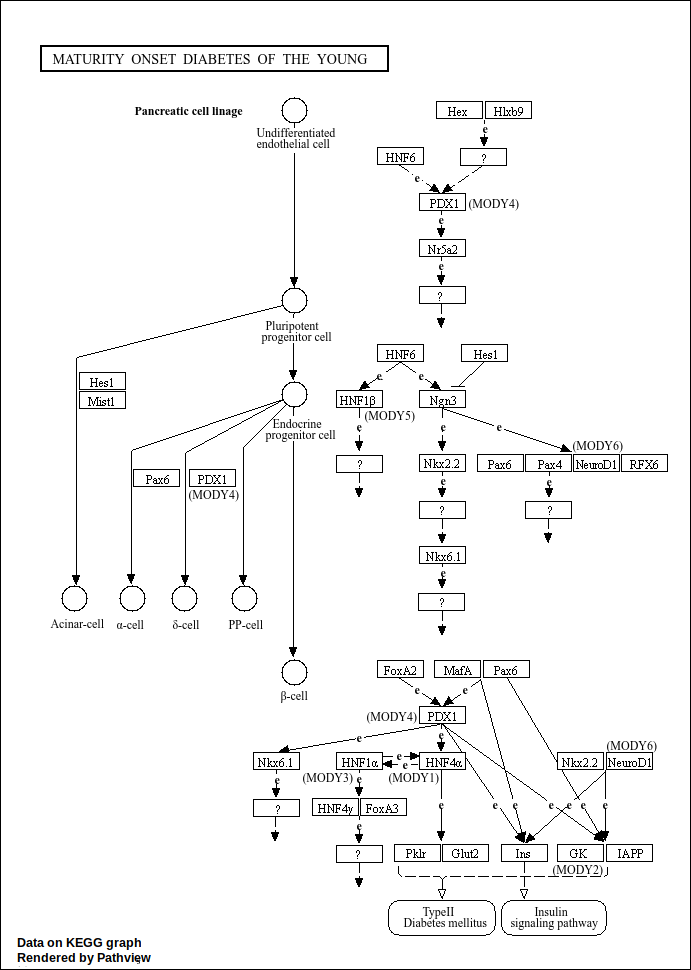 MATURITY ONSET DIABETES OF THE YOUNG
Pancreatic cell linage
Undifferentiated
endothelial cell
Hex Hlxb9
e
HNF6 ?
e
PDX1 (MODY4)
e
Nr5a2
e
?
Pluripotent
progenitor cell
HNF6 Hes1
e e
Hes1
Mist1
HNF1β Ngn3
(MODY5)
Endocrine
progenitor cell
e e e
(MODY6)
? Nkx2.2 Pax6 Pax4 NeuroD1 RFX6
Pax6 PDX1
(MODY4)
e e
? ?
Nkx6.1
e
?
Acinar-cell α-cell δ-cell PP-cell
β-cell
FoxA2 MafA Pax6
e e
(MODY4) PDX1
e e
(MODY6)
Nkx6.1 HNF1α e HNF4α Nkx2.2 NeuroD1
e
(MODY3) (MODY1)
e e
? HNF4γ FoxA3 e e e e e e
e e
? Pklr Glut2 Ins GK IAPP
(MODY2)
TypeII
Diabetes mellitus
Insulin
signaling pathway
Data on KEGG graph
Rendered by Pathview